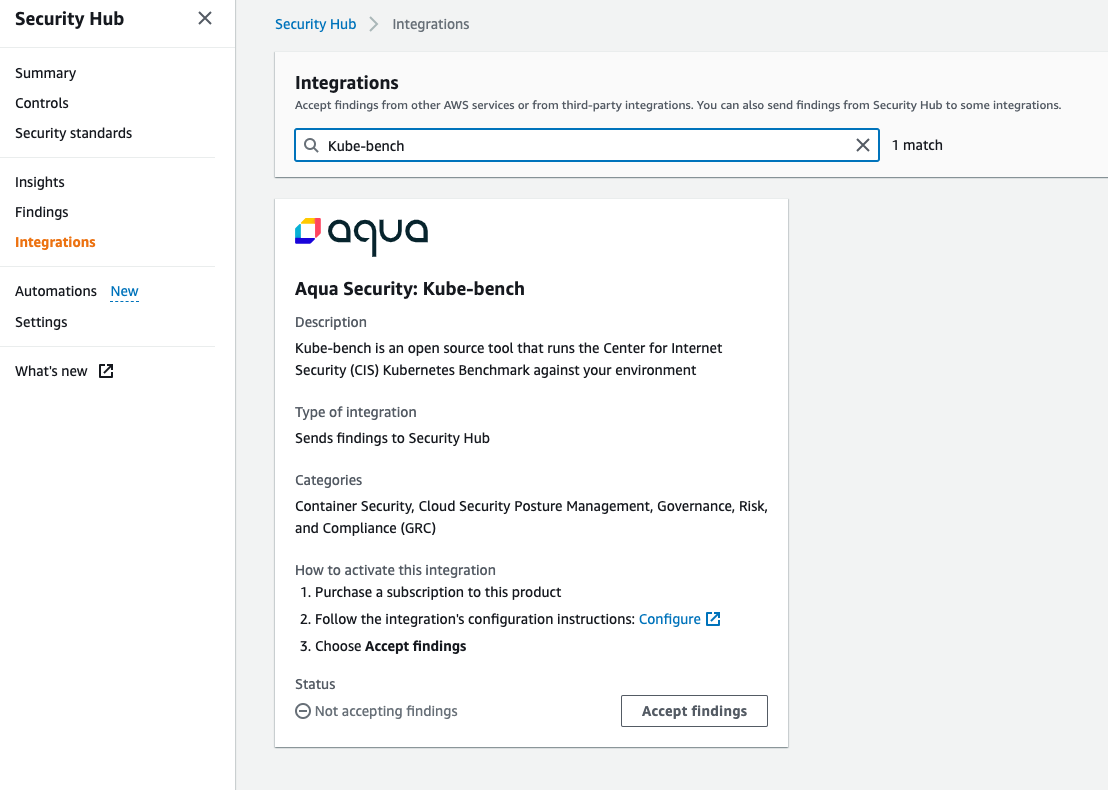 Security Hub
Summary
Controls
Security standards
Insights
Findings
Integrations
Automations New
Settings
What's new
Security Hub Integrations
Integrations
Accept findings from other AWS services or from third-party integrations. You can also send findings from Security Hub to some integrations.
Kube-bench
1 match
aqua
Aqua Security: Kube-bench
Description
Kube-bench is an open source tool that runs the Center for Internet
Security (CIS) Kubernetes Benchmark against your environment
Type of integration
Sends findings to Security Hub
Categories
Container Security, Cloud Security Posture Management, Governance, Risk,
and Compliance (GRC)
How to activate this integration
1. Purchase a subscription to this product
2. Follow the integration's configuration instructions: Configure
3. Choose Accept findings
Status
Not accepting findings
Accept findings